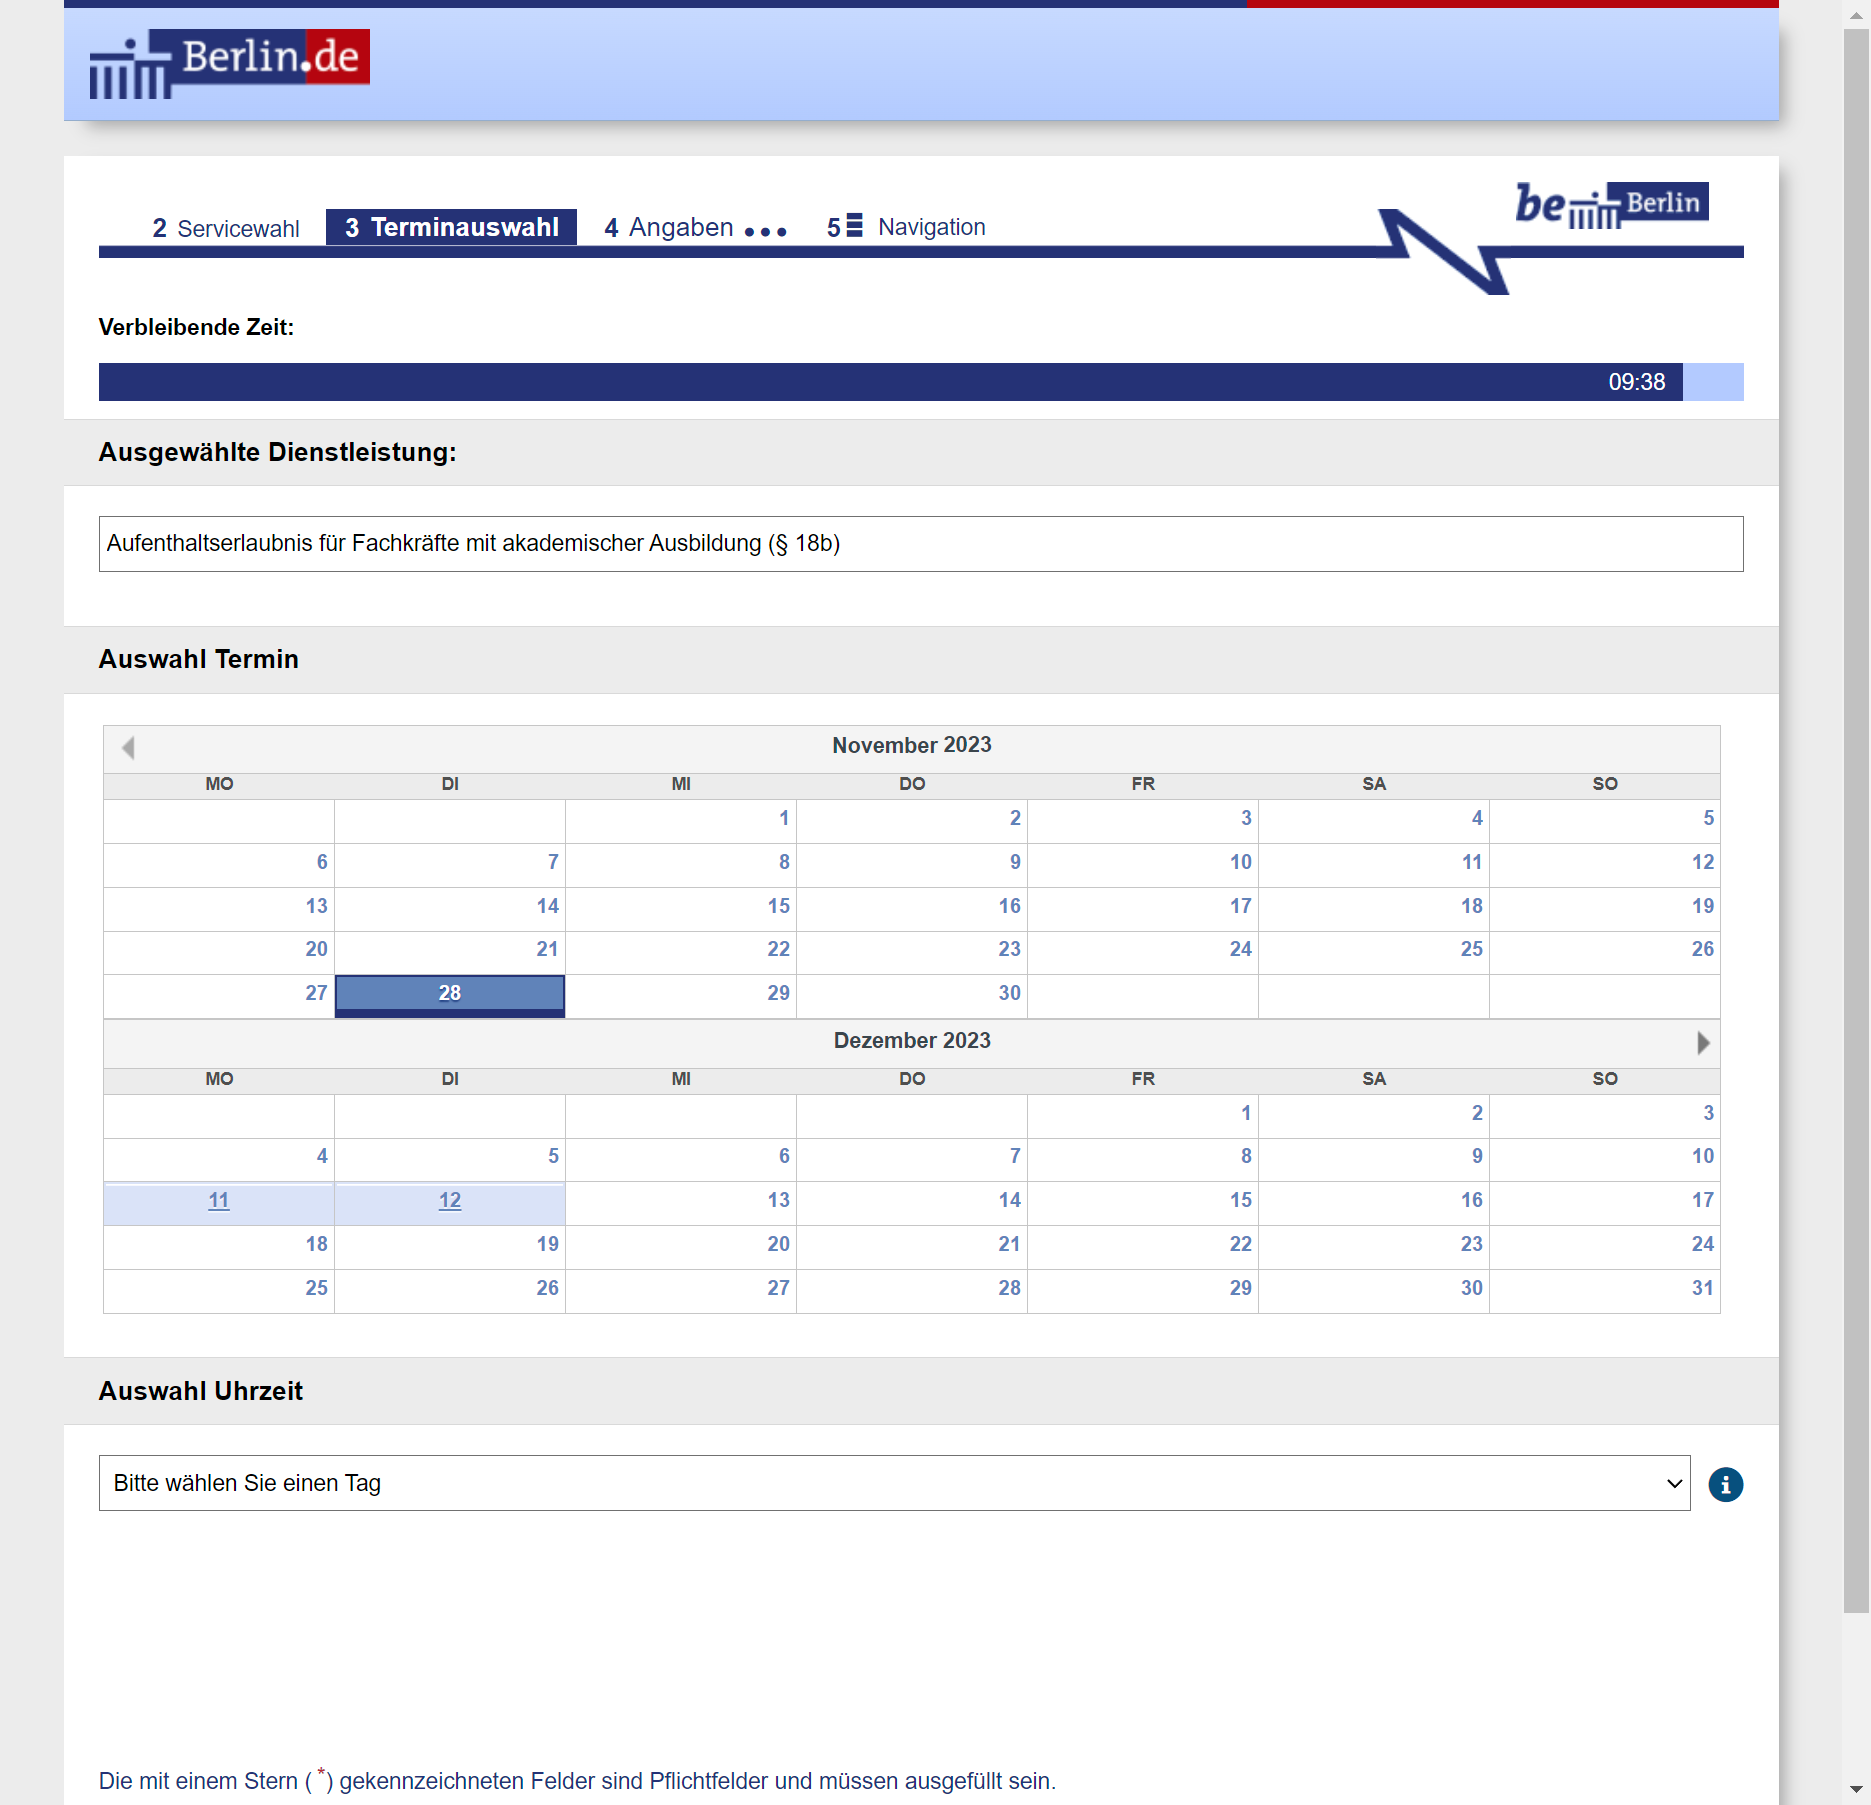 Berlin.de
be Berlin
2 Servicewahl 3 Terminauswahl 4 Angaben 5 Navigation
Verbleibende Zeit:
09:38
Ausgewählte Dienstleistung:
Aufenthaltserlaubnis für Fachkräfte mit akademischer Ausbildung (§ 18b)
Auswahl Termin
November 2023
MO DI MI DO FR SA SO
1 2 3 4 5
6 7 8 9 10 11 12
13 14 15 16 17 18 19
20 21 22 23 24 25 26
27 28 29 30
Dezember 2023
MO DI MI DO FR SA SO
1 2 3
4 5 6 7 8 9 10
11 12 13 14 15 16 17
18 19 20 21 22 23 24
25 26 27 28 29 30 31
Auswahl Uhrzeit
Bitte wählen Sie einen Tag
Die mit einem Stern ( *) gekennzeichneten Felder sind Pflichtfelder und müssen ausgefüllt sein.